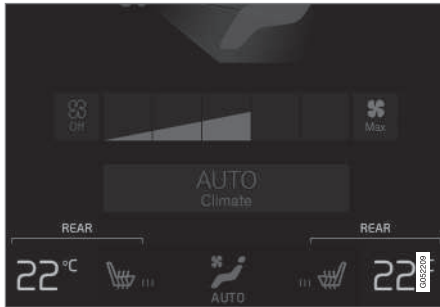 Off
Max
AUTO
Climate
REAR REAR
22°C 22°C
AUTO
G052209